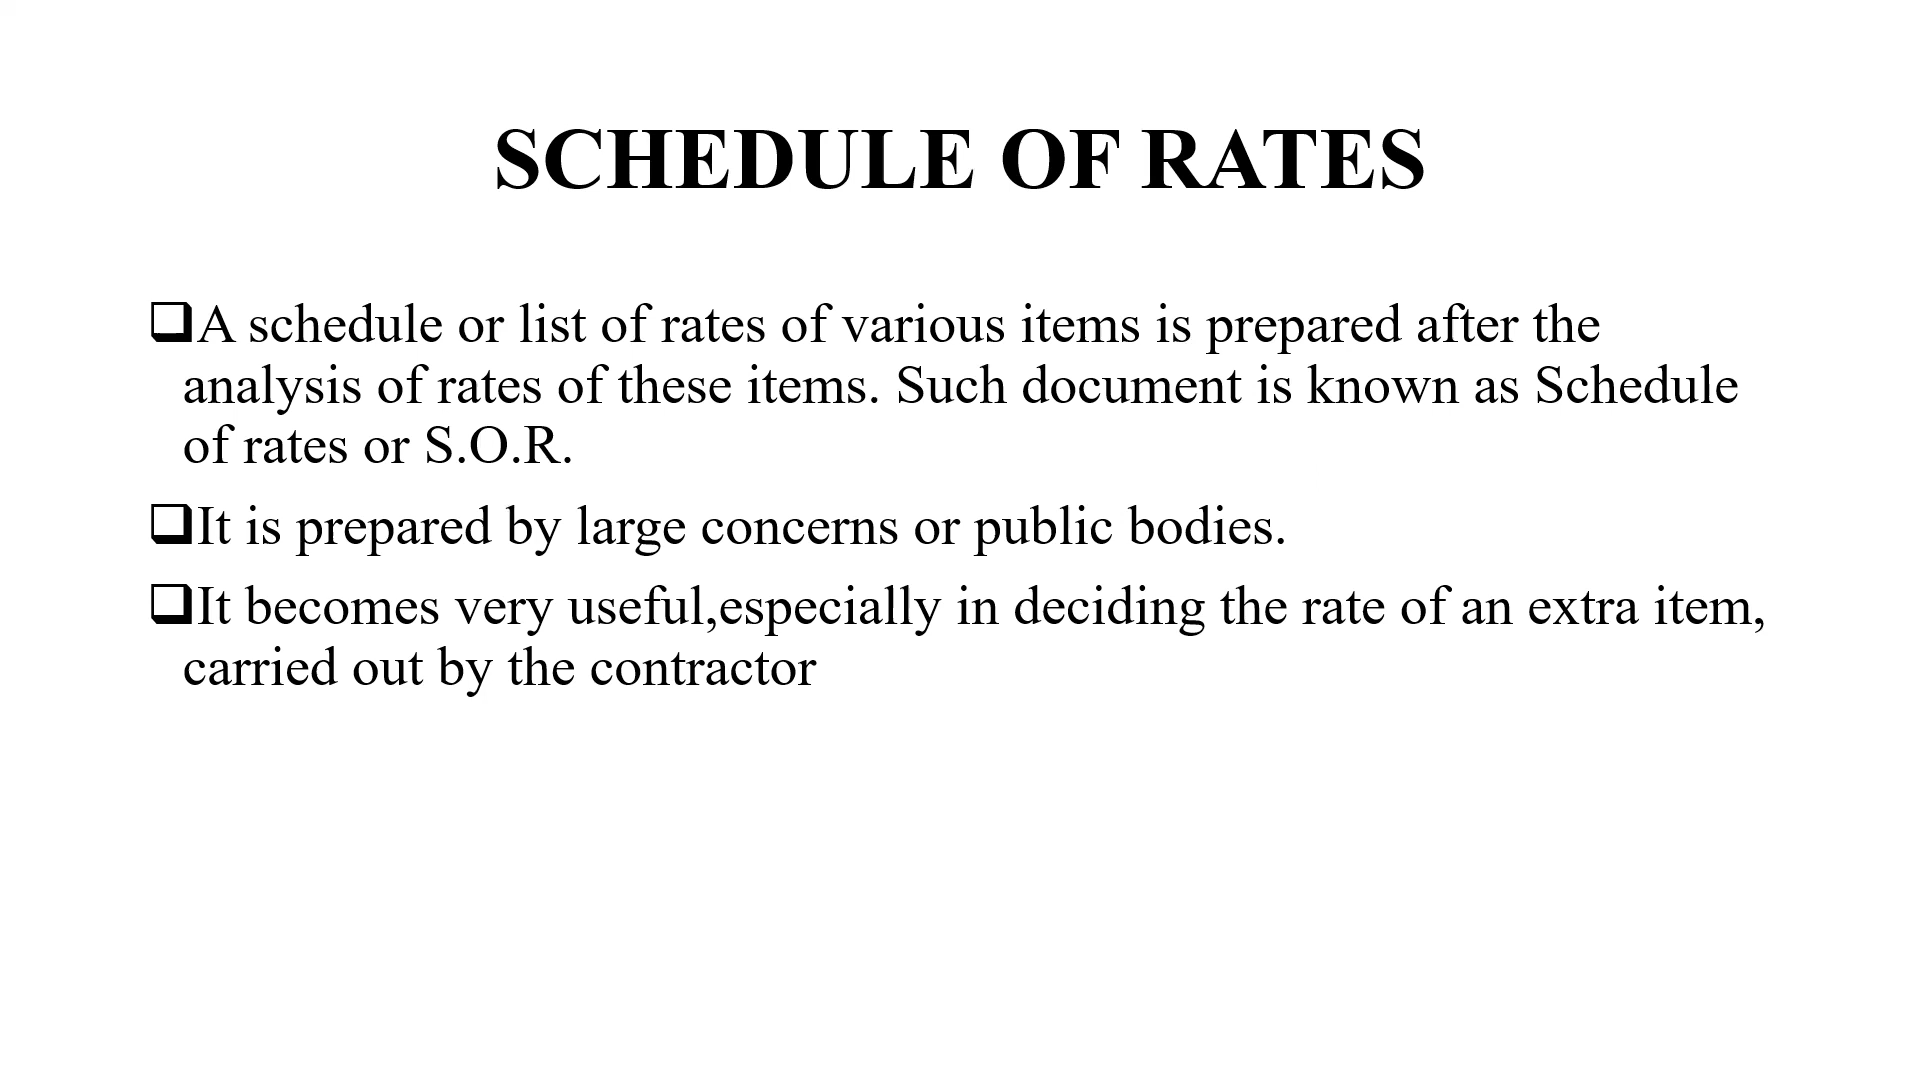 SCHEDULE OF RATES
❑A schedule or list of rates of various items is prepared after the
analysis of rates of these items. Such document is known as Schedule
of rates or S.O.R.
❑It is prepared by large concerns or public bodies.
❑It becomes very useful,especially in deciding the rate of an extra item,
carried out by the contractor